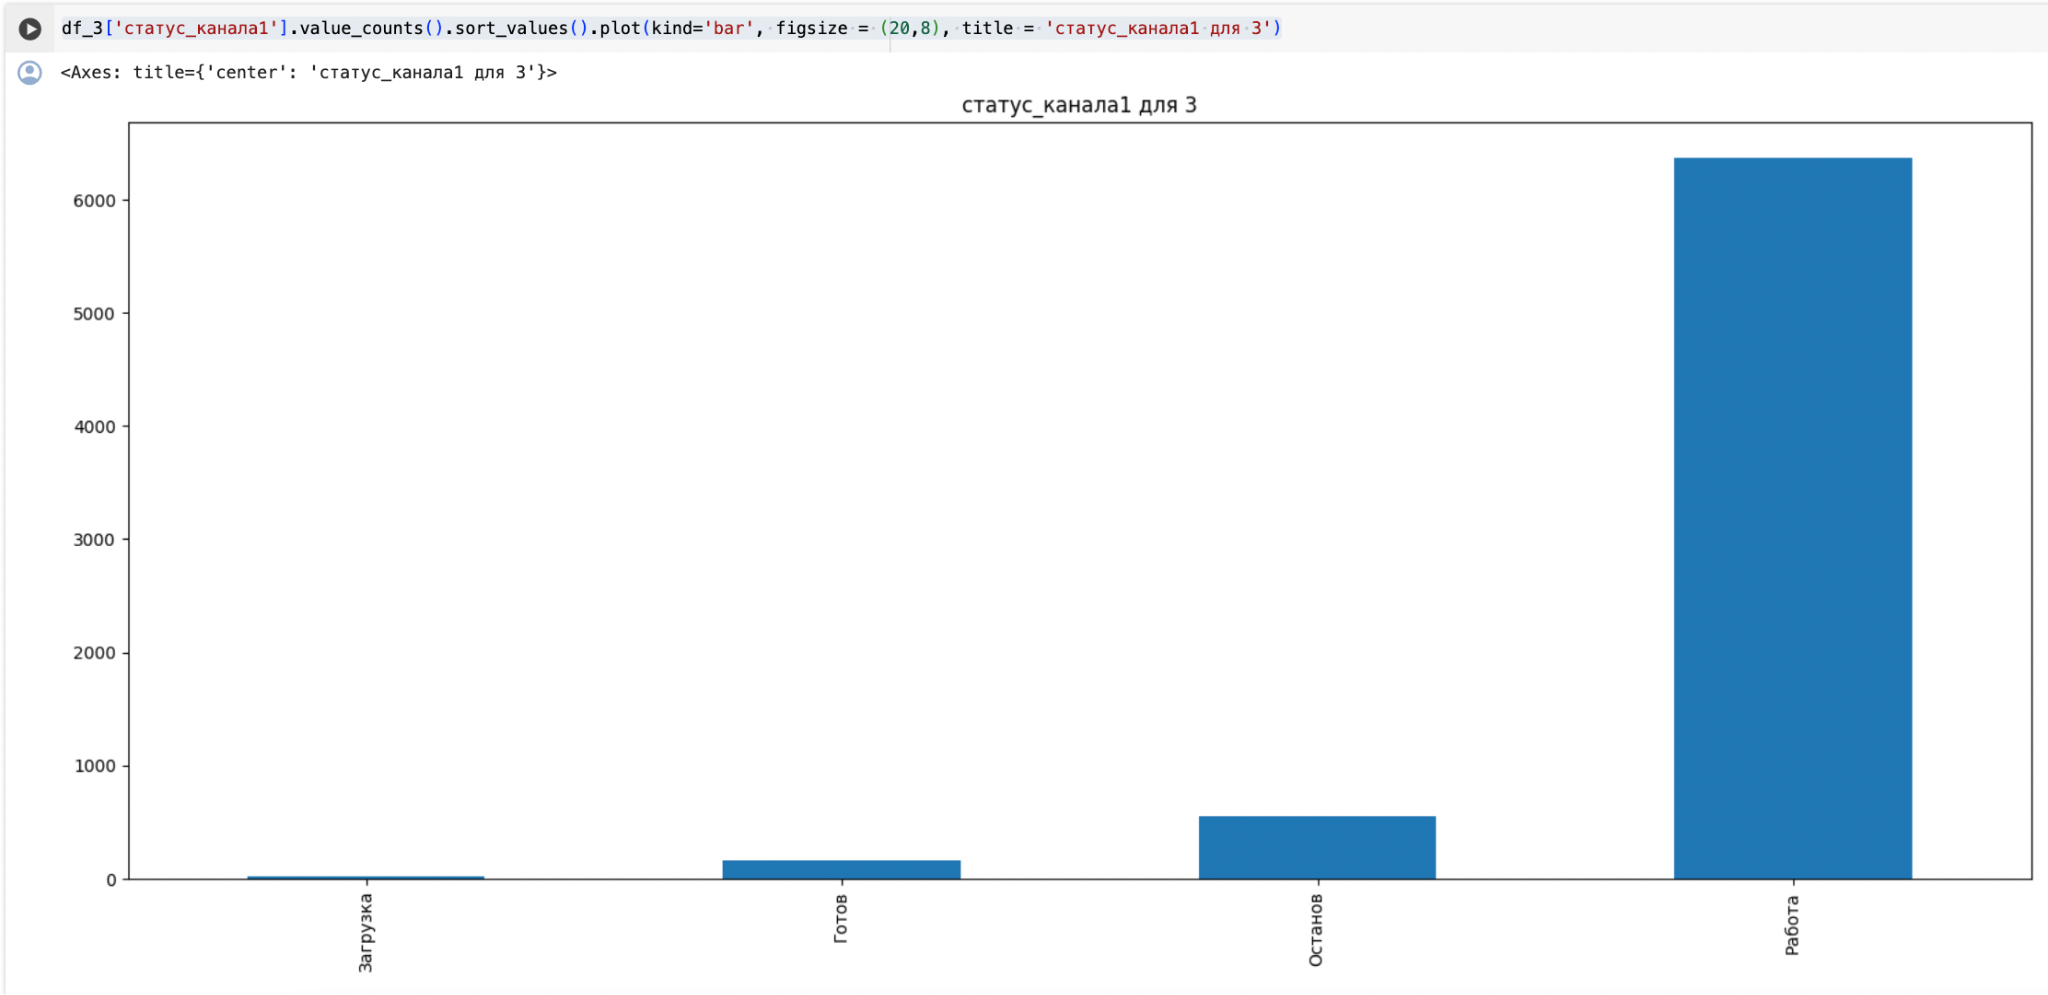 df_3['статус_канала1'].value_counts().sort_values().plot(kind='bar', figsize = (20,8), title = 'статус_канала1 для 3')
<Axes: title={'center': 'статус_канала1 для 3'}>
статус_канала1 для 3
6000
5000
4000
3000
2000
1000
0
Загрузка
Готов
Останов
Работа